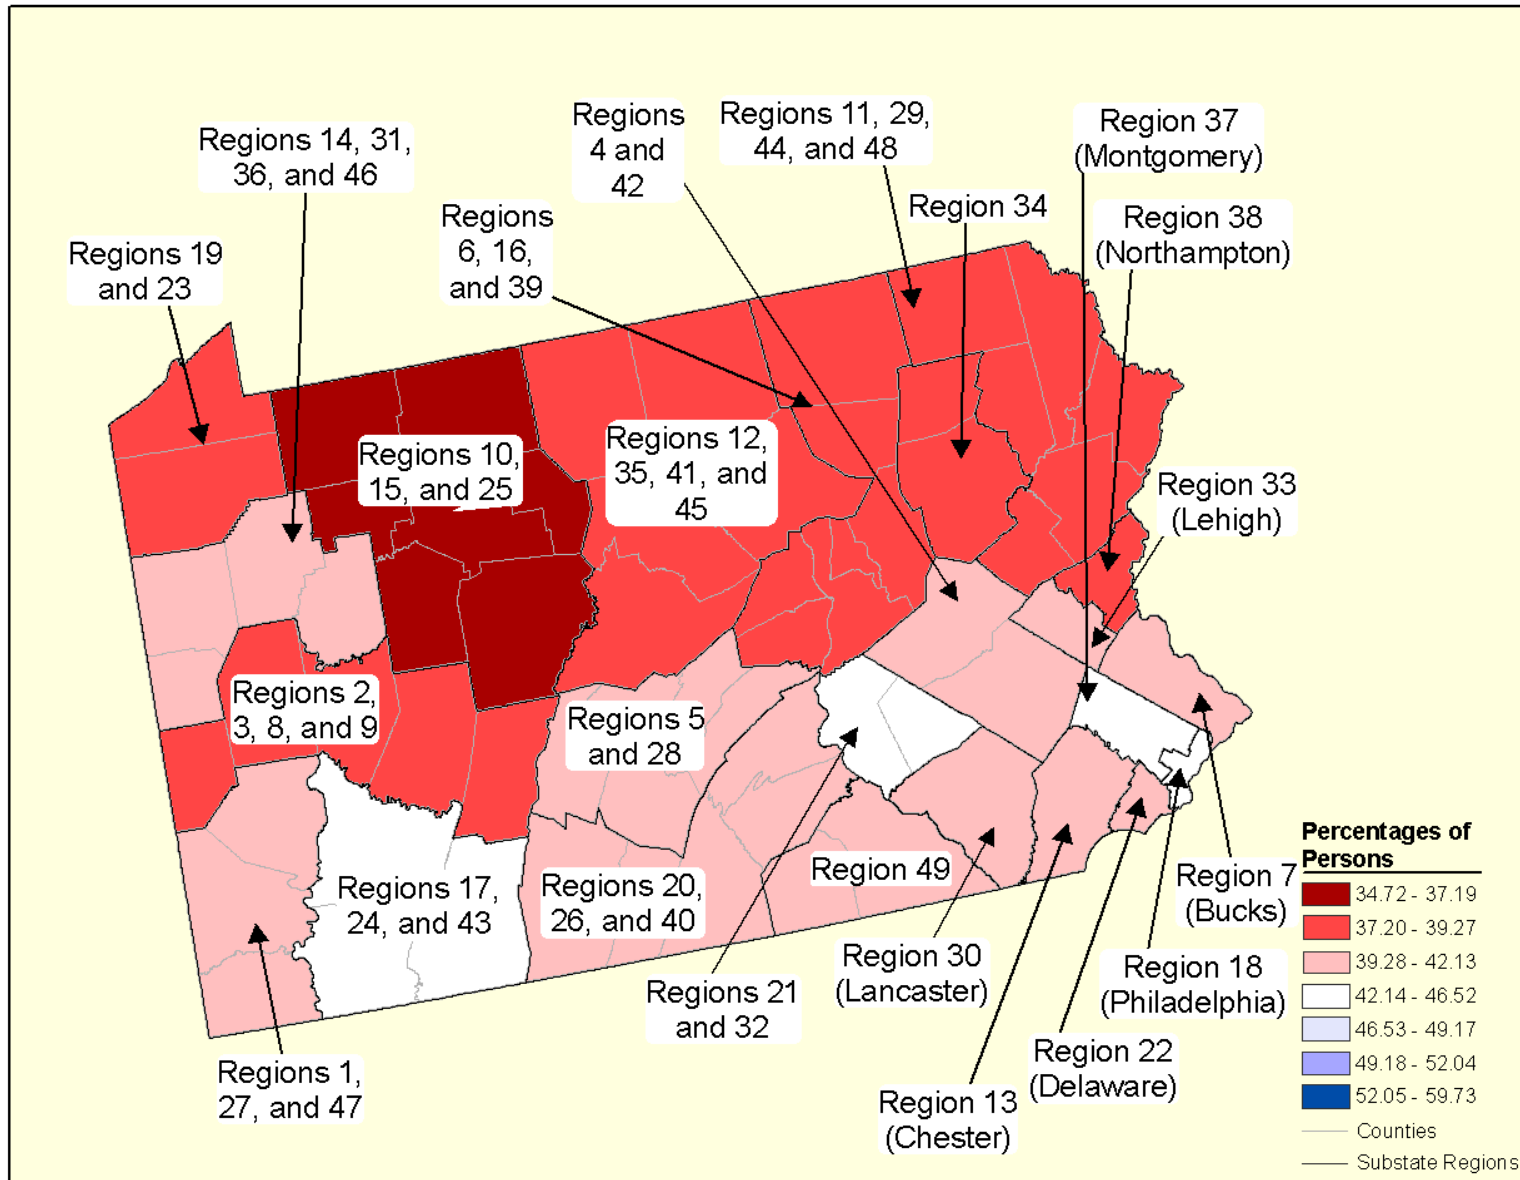 Regions 14, 31,
36, and 46
Regions
4 and
42
Regions 11, 29,
44, and 48
Region 37
(Montgomery)
Regions 19
and 23
Regions
6, 16,
and 39
Region 34
Region 38
(Northampton)
Regions 10,
15, and 25
Regions 12,
35, 41, and
45
Region 33
(Lehigh)
Regions 2,
3, 8, and 9
Regions 5
and 28
Regions 17,
24, and 43
Regions 20,
26, and 40
Region 49
Region 7
(Bucks)
Region 30
(Lancaster)
Region 18
(Philadelphia)
Regions 21
and 32
Region 22
(Delaware)
Regions 1,
27, and 47
Region 13
(Chester)
Percentages of
Persons
34.72 - 37.19
37.20 - 39.27
39.28 - 42.13
42.14 - 46.52
46.53 - 49.17
49.18 - 52.04
52.05 - 59.73
Counties
Substate Regions